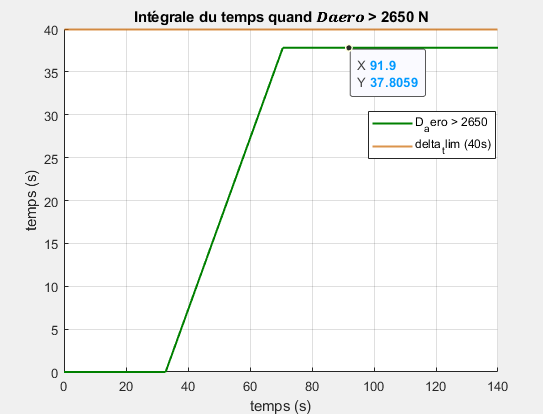 Intégrale du temps quand Daero > 2650 N
40
35
30
25
20
15
10
5
0
temps (s)
X 91.9
Y 37.8059
D_aero > 2650
delta_tlim (40s)
0 20 40 60 80 100 120 140
temps (s)